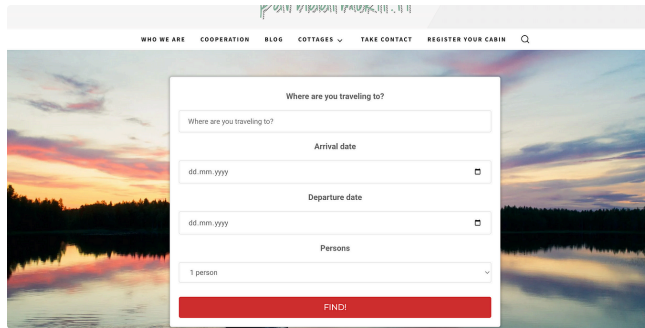 WHO WE ARE COOPERATION BLOG COTTAGES TAKE CONTACT REGISTER YOUR CABIN
Where are you traveling to?
Where are you traveling to?
Arrival date
dd.mm.yyyy
Departure date
dd.mm.yyyy
Persons
1 person
FIND!